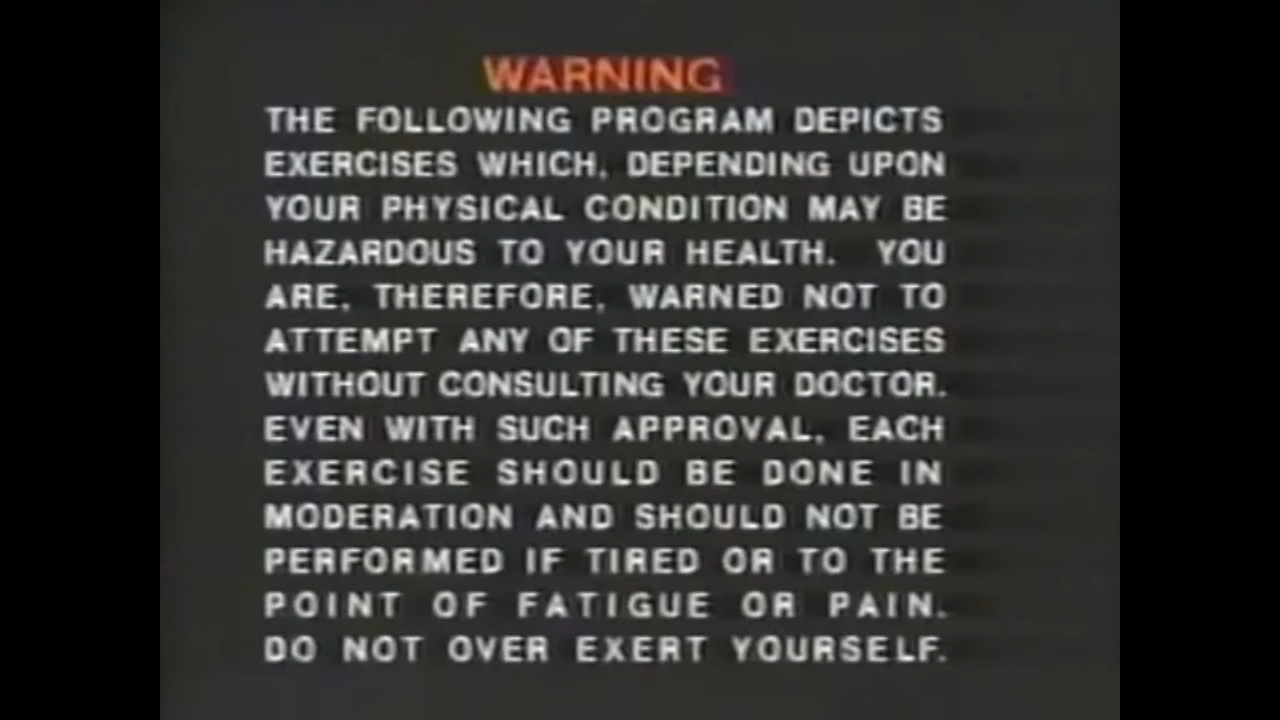 WARNING
THE FOLLOWING PROGRAM DEPICTS
EXERCISES WHICH, DEPENDING UPON
YOUR PHYSICAL CONDITION MAY BE
HAZARDOUS TO YOUR HEALTH. YOU
ARE, THEREFORE, WARNED NOT TO
ATTEMPT ANY OF THESE EXERCISES
WITHOUT CONSULTING YOUR DOCTOR.
EVEN WITH SUCH APPROVAL, EACH
EXERCISE SHOULD BE DONE IN
MODERATION AND SHOULD NOT BE
PERFORMED IF TIRED OR TO THE
POINT OF FATIGUE OR PAIN.
DO NOT OVER EXERT YOURSELF.